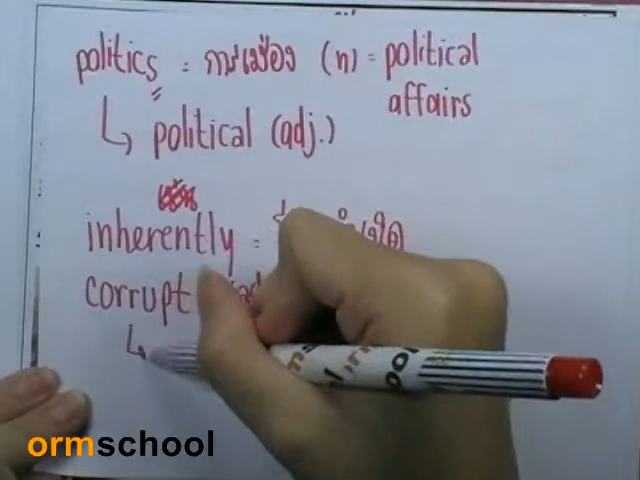 politics = การเมือง (n) = political
affairs
political (adj.)
inherently =
corrupt
ormschool